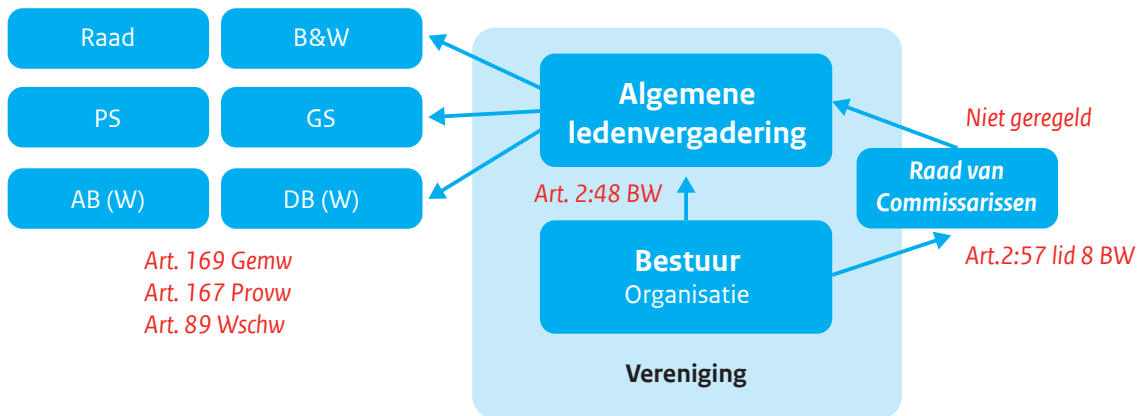 Raad
B&W
PS
GS
AB (W)
DB (W)
Art. 169 Gemw
Art. 167 Provw
Art. 89 Wschw
Algemene
ledenvergadering
Art. 2:48 BW
Bestuur
Organisatie
Vereniging
Niet geregeld
Raad van
Commissarissen
Art.2:57 lid 8 BW